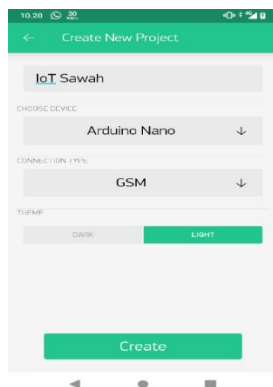 10.20
Create New Project
IoT Sawah
CHOOSE DEVICE
Arduino Nano
CONNECTION TYPE
GSM
THEME
DARK
LIGHT
Create